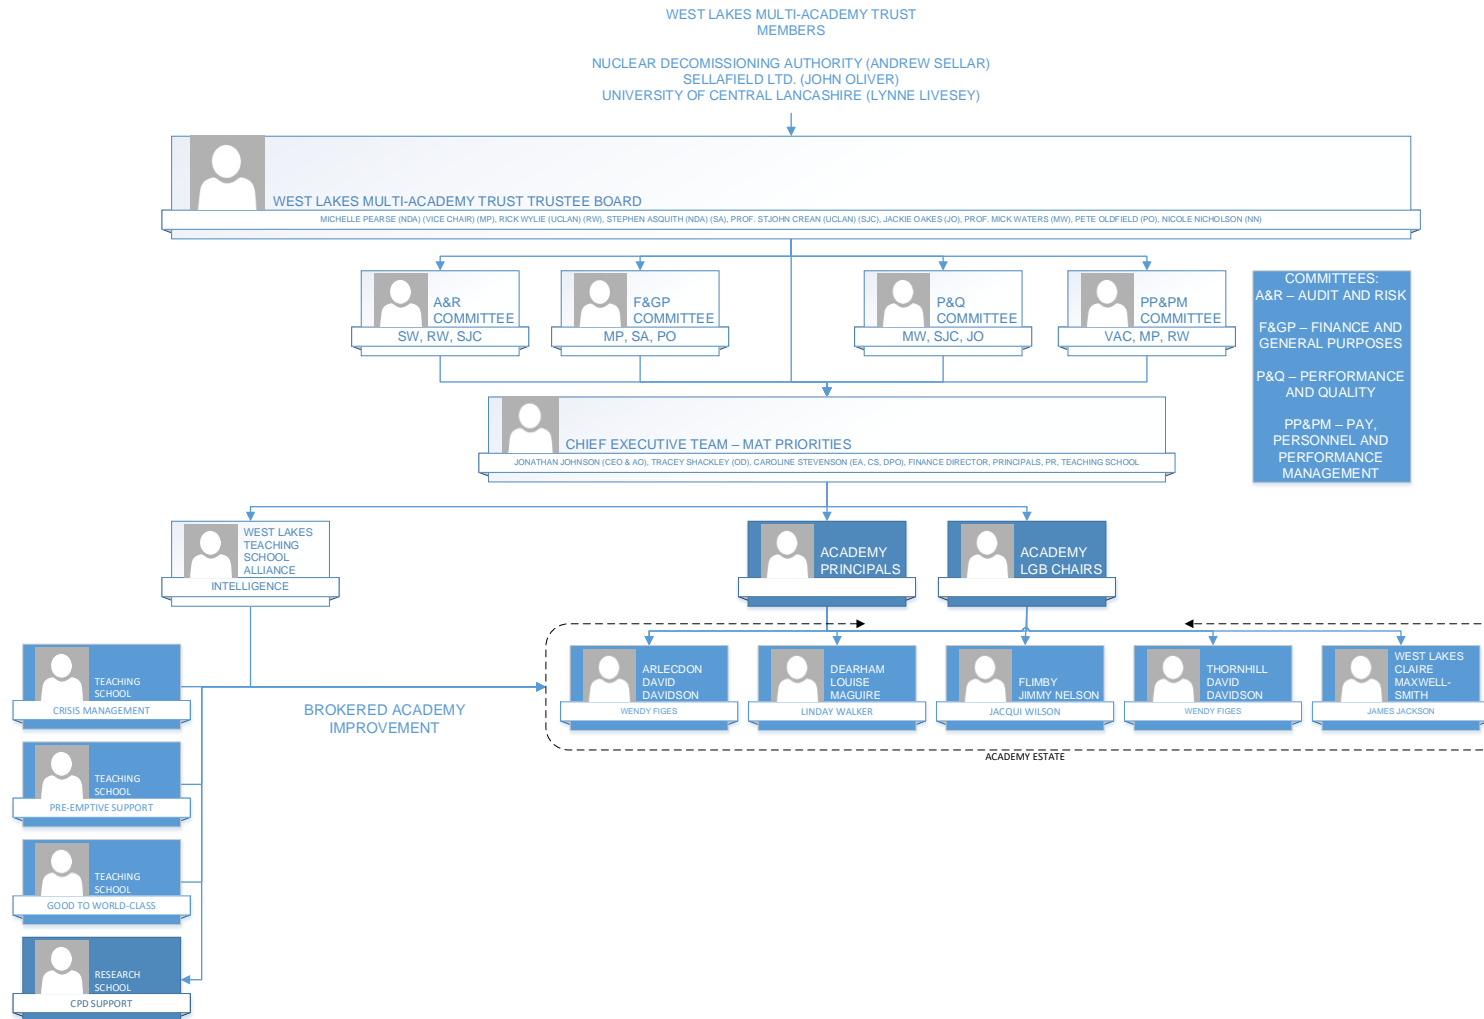 WEST LAKES MULTI-ACADEMY TRUST
MEMBERS
NUCLEAR DECOMISSIONING AUTHORITY (ANDREW SELLAR)
SELLAFIELD LTD. (JOHN OLIVER)
UNIVERSITY OF CENTRAL LANCASHIRE (LYNNE LIVESEY)
WEST LAKES MULTI-ACADEMY TRUST TRUSTEE BOARD
MICHELLE PEARSE (NDA) (VICE CHAIR) (MP), RICK WYLIE (UCLAN) (RW), STEPHEN ASQUITH (NDA) (SA), PROF. STJOHN CREAN (UCLAN) (SJC), JACKIE OAKES (JO), PROF. MICK WATERS (MW), PETE OLDFIELD (PO), NICOLE NICHOLSON (NN)
A&R
COMMITTEE
SW, RW, SJC
F&GP
COMMITTEE
MP, SA, PO
P&Q
COMMITTEE
MW, SJC, JO
PP&PM
COMMITTEE
VAC, MP, RW
COMMITTEES:
A&R – AUDIT AND RISK
F&GP – FINANCE AND
GENERAL PURPOSES
P&Q – PERFORMANCE
AND QUALITY
PP&PM – PAY,
PERSONNEL AND
PERFORMANCE
MANAGEMENT
CHIEF EXECUTIVE TEAM – MAT PRIORITIES
JONATHAN JOHNSON (CEO & AO), TRACEY SHACKLEY (OD), CAROLINE STEVENSON (EA, CS, DPO), FINANCE DIRECTOR, PRINCIPALS, PR, TEACHING SCHOOL
WEST LAKES
TEACHING
SCHOOL
ALLIANCE
INTELLIGENCE
ACADEMY
PRINCIPALS
ACADEMY
LGB CHAIRS
TEACHING
SCHOOL
CRISIS MANAGEMENT
BROKERED ACADEMY
IMPROVEMENT
ARLECDON
DAVID
DAVIDSON
WENDY FIGES
DEARHAM
LOUISE
MAGUIRE
LINDAY WALKER
FLIMBY
JIMMY NELSON
JACQUI WILSON
THORNHILL
DAVID
DAVIDSON
WENDY FIGES
WEST LAKES
CLAIRE
MAXWELL-
SMITH
JAMES JACKSON
ACADEMY ESTATE
TEACHING
SCHOOL
PRE-EMPTIVE SUPPORT
TEACHING
SCHOOL
GOOD TO WORLD-CLASS
RESEARCH
SCHOOL
CPD SUPPORT